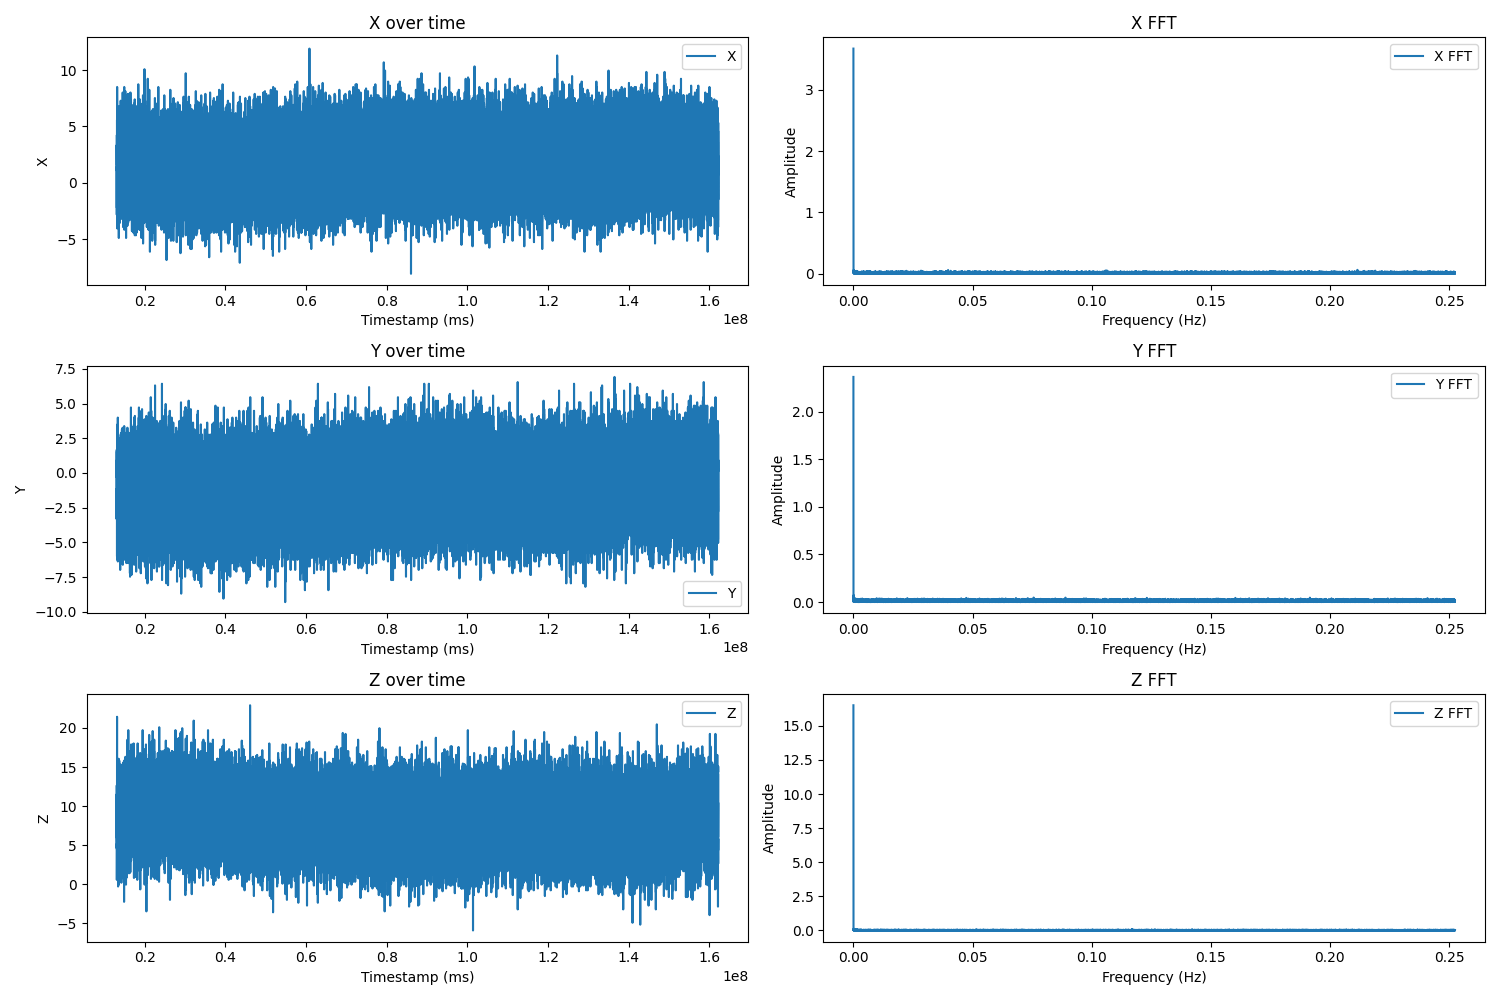 X over time
X
10
5
0
−5
X
0.2 0.4 0.6 0.8 1.0 1.2 1.4 1.6
Timestamp (ms)
1e8
X FFT
X FFT
3
2
1
0
Amplitude
0.00 0.05 0.10 0.15 0.20 0.25
Frequency (Hz)
Y over time
Y
7.5
5.0
2.5
0.0
−2.5
−5.0
−7.5
−10.0
Y
0.2 0.4 0.6 0.8 1.0 1.2 1.4 1.6
Timestamp (ms)
1e8
Y FFT
Y FFT
2.0
1.5
1.0
0.5
0.0
Amplitude
0.00 0.05 0.10 0.15 0.20 0.25
Frequency (Hz)
Z over time
Z
20
15
10
5
0
−5
Z
0.2 0.4 0.6 0.8 1.0 1.2 1.4 1.6
Timestamp (ms)
1e8
Z FFT
Z FFT
15.0
12.5
10.0
7.5
5.0
2.5
0.0
Amplitude
0.00 0.05 0.10 0.15 0.20 0.25
Frequency (Hz)